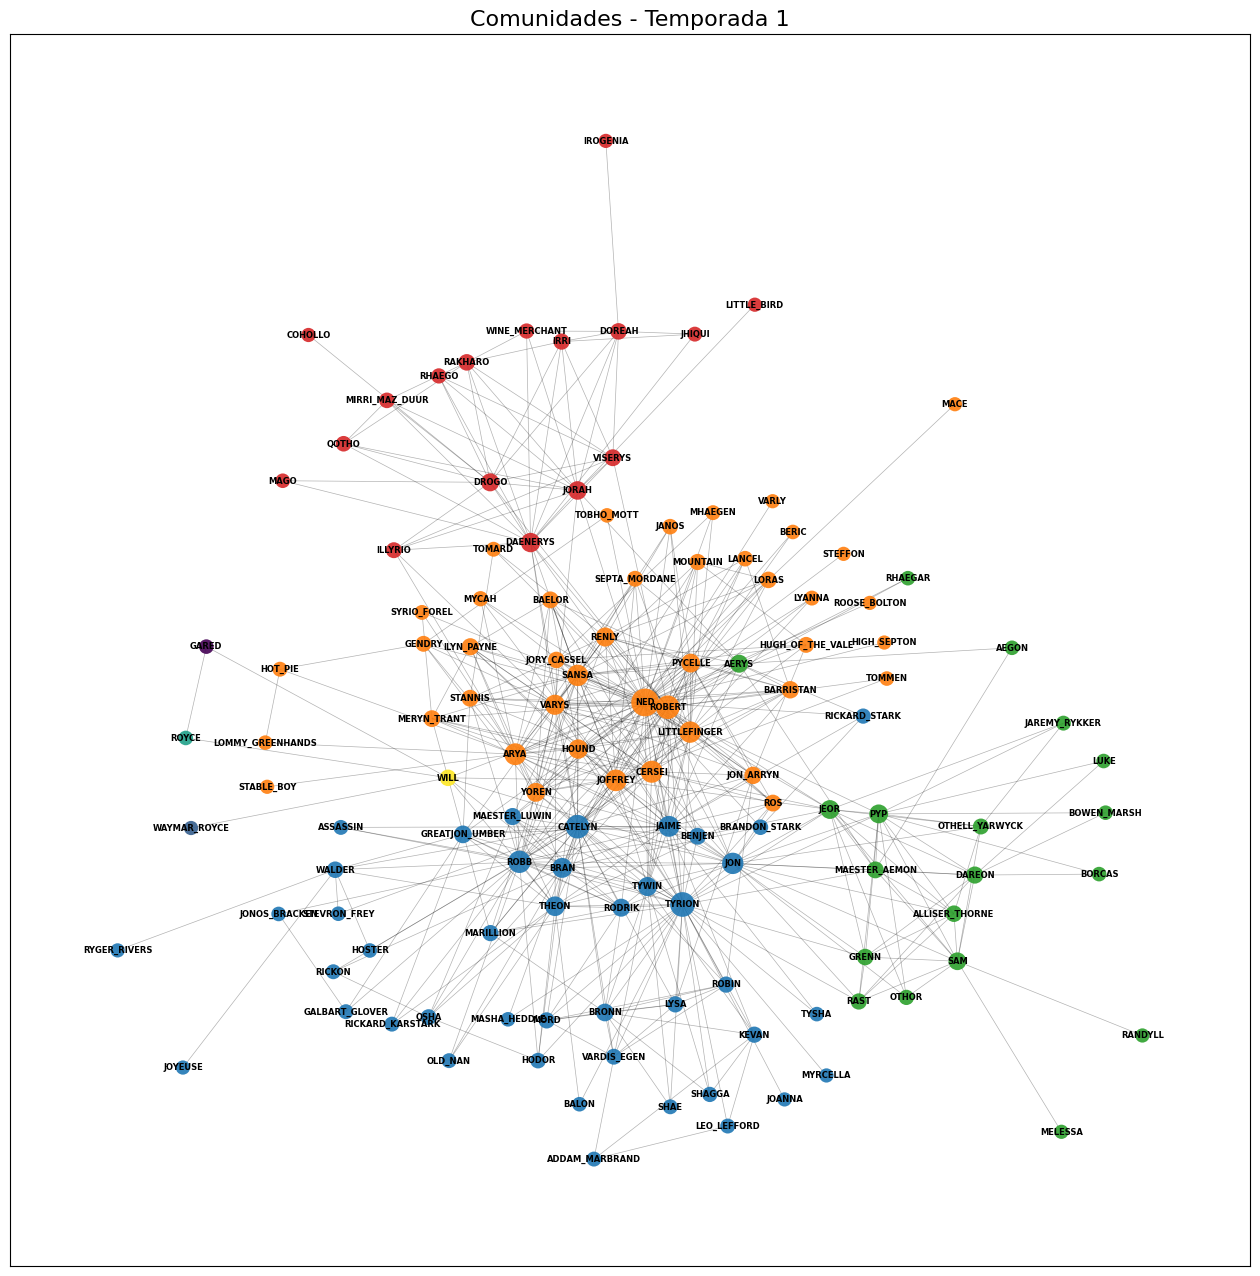 Comunidades - Temporada 1
IROGENIA
LITTLE_BIRD
COHOLLO
WINE_MERCHANT
DOREAH
JHIQUI
IRRI
RAKHARO
RHAEGO
MIRRI_MAZ_DUUR
MACE
QOTHO
VISERYS
MAGO
DROGO
JORAH
VARLY
TOBHO_MOTT
MHAEGEN
JANOS
BERIC
DAENERYS
ILLYRIO
TOMARD
STEFFON
MOUNTAIN
LANCEL
SEPTA_MORDANE
LORAS
RHAEGAR
MYCAH
BAELOR
LYANNA
ROOSE_BOLTON
SYRIO_FOREL
RENLY
GENDRY
ILYN_PAYNE
HUGH_OF_THE_VALE
HIGH_SEPTON
GARED
AEGON
JORY_CASSEL
PYCELLE
AERYS
HOT_PIE
SANSA
TOMMEN
BARRISTAN
STANNIS
VARYS
NED
ROBERT
RICKARD_STARK
MERYN_TRANT
JAREMY_RYKKER
LITTLEFINGER
ROYCE
LOMMY_GREENHANDS
HOUND
ARYA
LUKE
CERSEI
JON_ARRYN
WILL
JOFFREY
STABLE_BOY
YOREN
ROS
JEOR
BOWEN_MARSH
PYP
MAESTER_LUWIN
WAYMAR_ROYCE
ASSASSIN
GREATJON_UMBER
CATELYN
JAIME
BENJEN
BRANDON_STARK
OTHELL_YARWYCK
ROBB
JON
WALDER
BRAN
MAESTER_AEMON
DAREON
BORCAS
TYWIN
TYRION
THEON
RODRIK
JONOS_BRACKEN
STEVRON_FREY
ALLISER_THORNE
MARILLION
RYGER_RIVERS
HOSTER
GRENN
SAM
RICKON
ROBIN
OTHOR
RAST
LYSA
GALBART_GLOVER
BRONN
TYSHA
OSHA
MASHA_HEDDLE
MORD
RICKARD_KARSTARK
KEVAN
RANDYLL
VARDIS_EGEN
OLD_NAN
HODOR
JOYEUSE
MYRCELLA
SHAGGA
JOANNA
BALON
SHAE
LEO_LEFFORD
MELESSA
ADDAM_MARBRAND